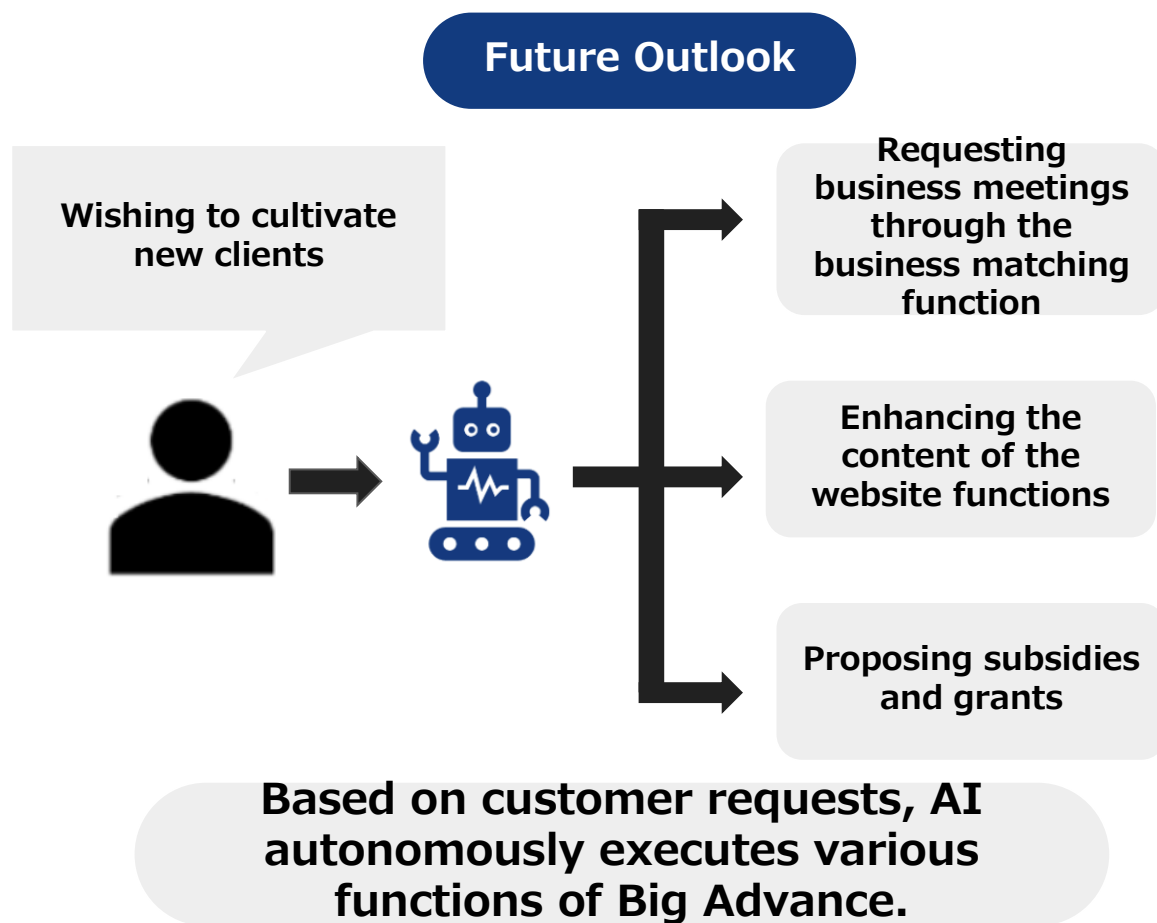 Future Outlook
Wishing to cultivate
new clients
Requesting
business meetings
through the
business matching
function
Enhancing the
content of the
website functions
Proposing subsidies
and grants
Based on customer requests, AI
autonomously executes various
functions of Big Advance.